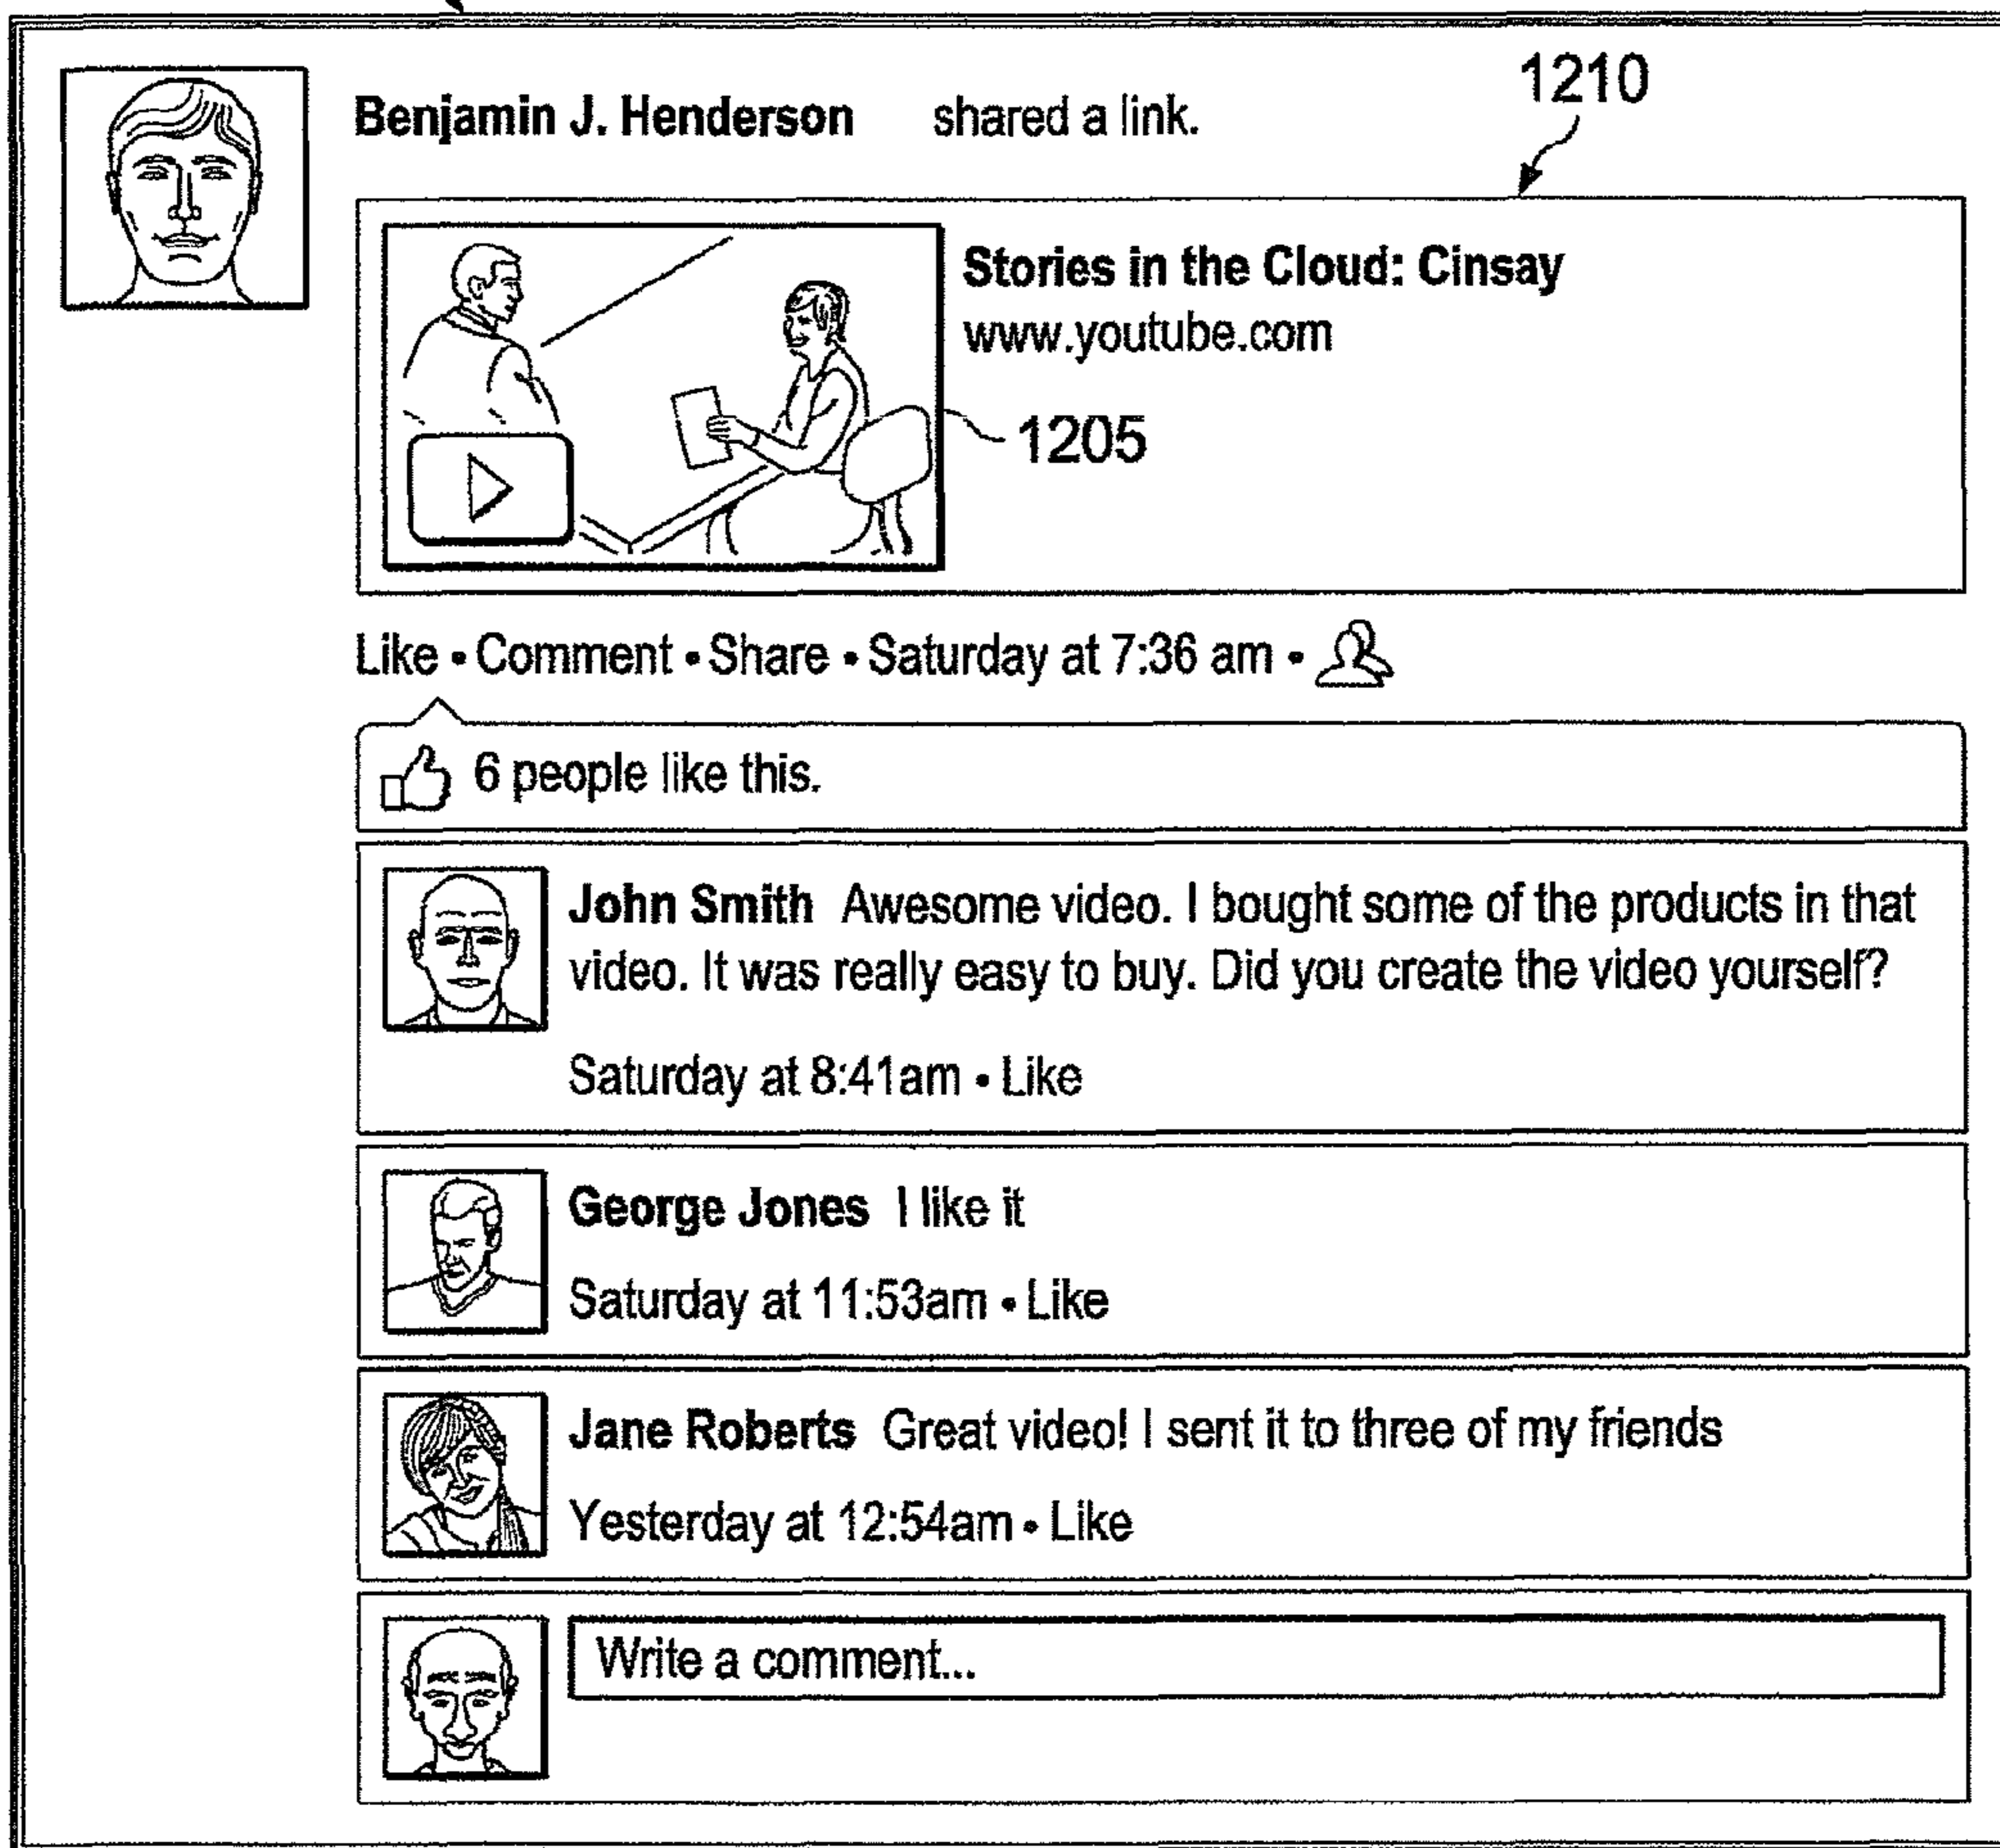 1210
Benjamin J. Henderson shared a link.
Stories in the Cloud: Cinsay
www.youtube.com
1205
Like • Comment • Share • Saturday at 7:36 am •
6 people like this.
John Smith Awesome video. I bought some of the products in that
video. It was really easy to buy. Did you create the video yourself?
Saturday at 8:41am • Like
George Jones I like it
Saturday at 11:53am • Like
Jane Roberts Great video! I sent it to three of my friends
Yesterday at 12:54am • Like
Write a comment...